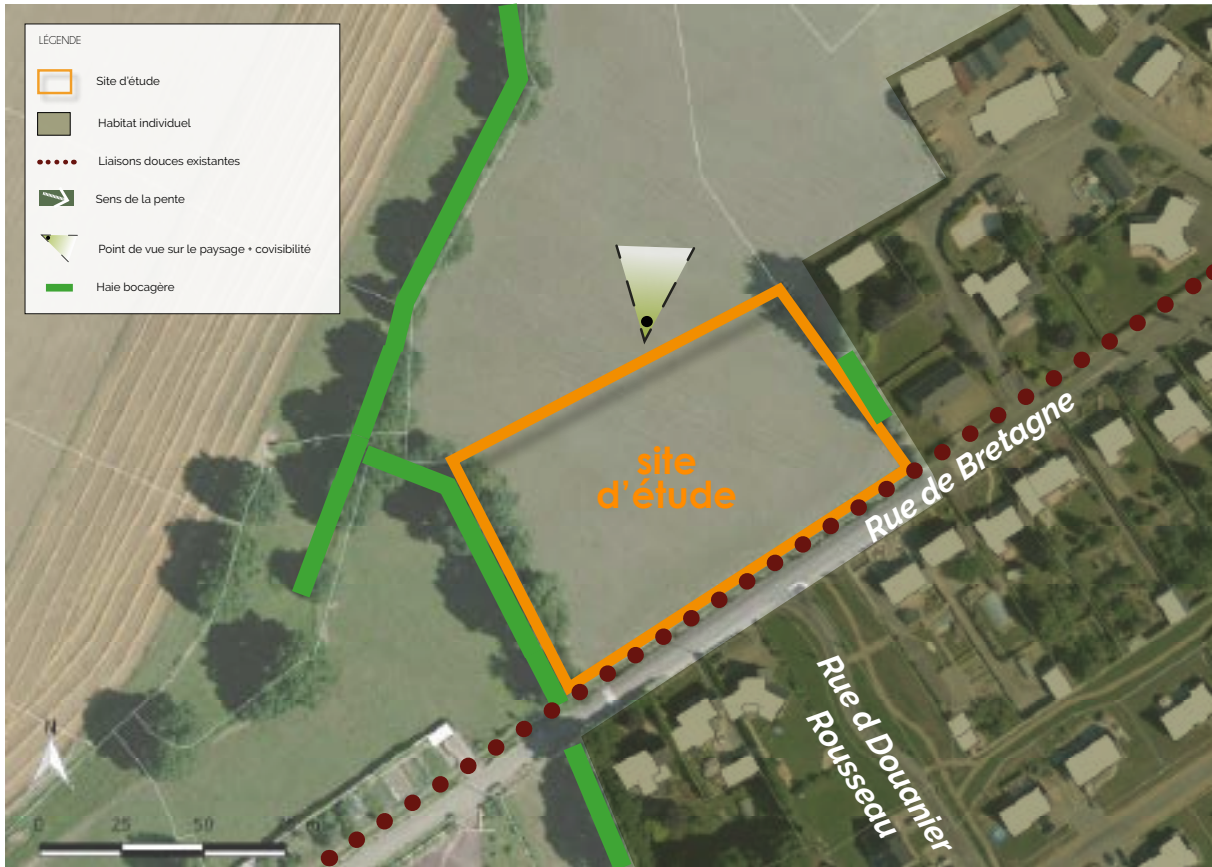 LÉGENDE
Site d'étude
Habitat individuel
Liaisons douces existantes
Sens de la pente
Point de vue sur le paysage + covisibilité
Haie bocagère
site
d'étude
Rue de Bretagne
Rue d Douanier
Rousseau
N
0 25 50 75 m